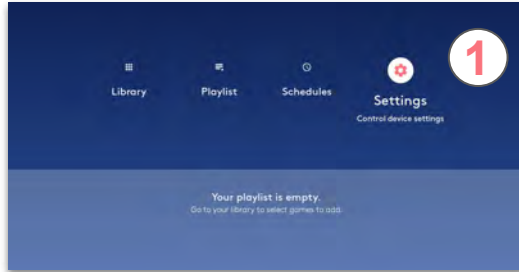 Library
Playlist
Schedules
Settings
Control device settings
1
Your playlist is empty.
Go to your library to select games to add.